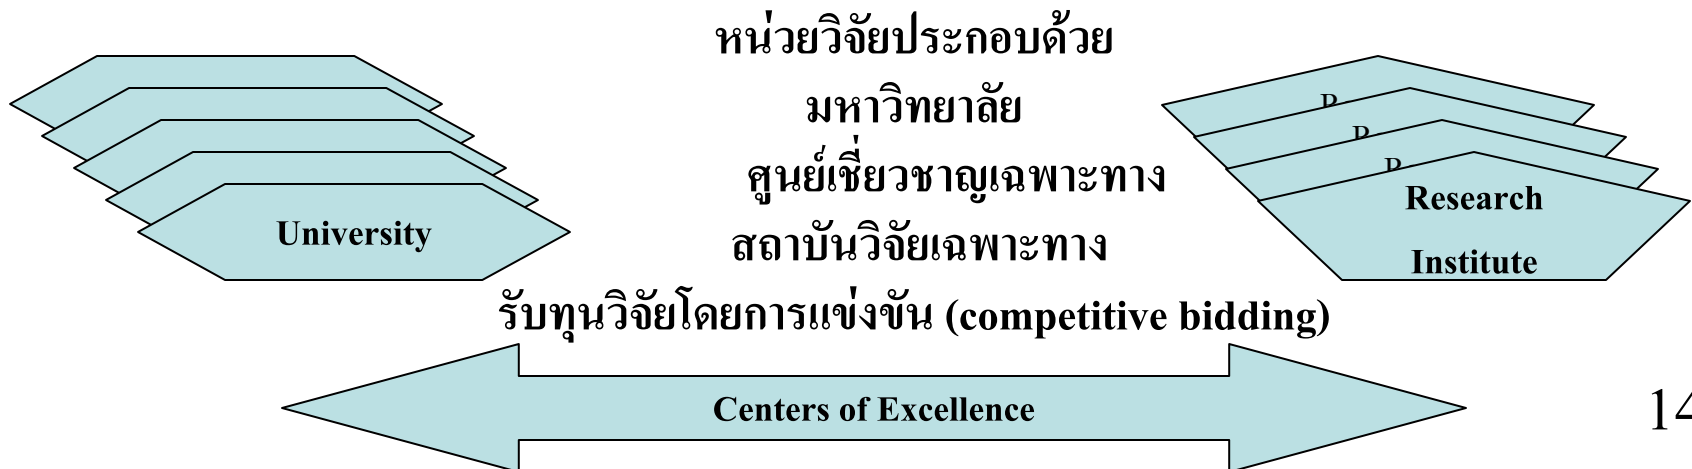 หน่วยวิจัยประกอบด้วย
มหาวิทยาลัย
ศูนย์เชี่ยวชาญเฉพาะทาง
สถาบันวิจัยเฉพาะทาง
รับทุนวิจัยโดยการแข่งขัน (competitive bidding)
University
Research
Institute
Centers of Excellence
14